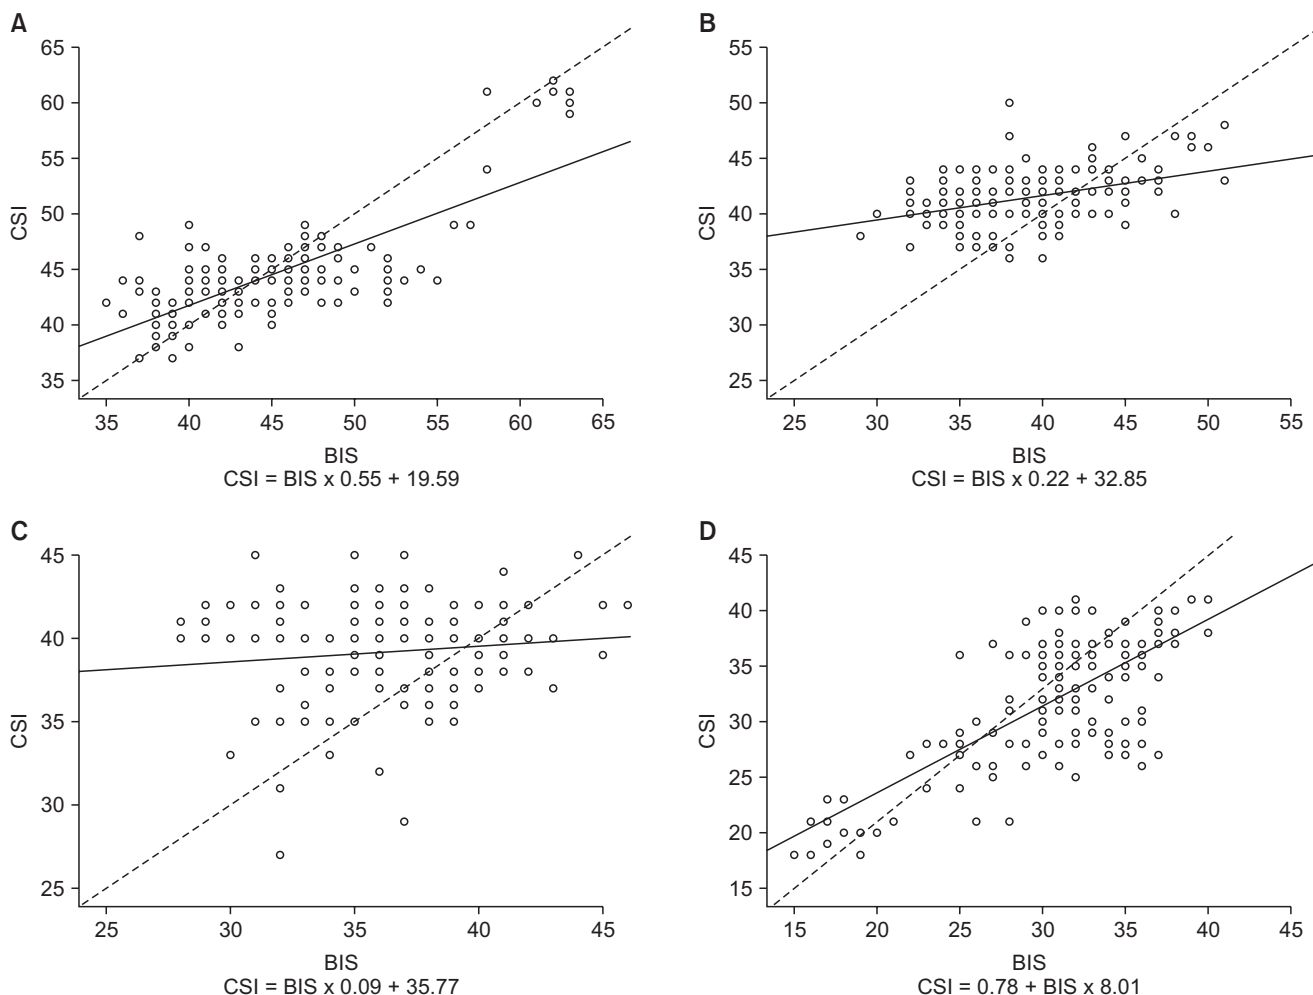 A
65
60
55
50
45
40
35
CSI
35 40 45 50 55 60 65
BIS
CSI = BIS x 0.55 + 19.59
B
55
50
45
40
35
30
25
CSI
25 30 35 40 45 50 55
BIS
CSI = BIS x 0.22 + 32.85
C
45
40
35
30
25
CSI
25 30 35 40 45
BIS
CSI = BIS x 0.09 + 35.77
D
45
40
35
30
25
20
15
CSI
15 20 25 30 35 40 45
BIS
CSI = 0.78 + BIS x 8.01